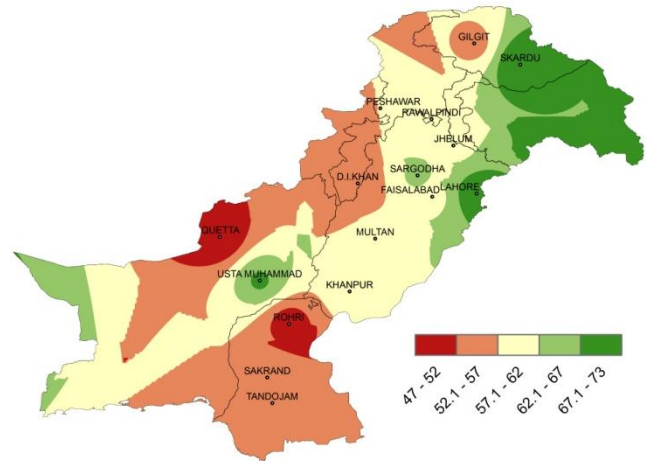 GILGIT
SKARDU
PESHAWAR
RAWALPINDI
JHELUM
SARGODHA
D.I.KHAN
FAISALABAD
LAHORE
QUETTA
MULTAN
USTA MUHAMMAD
KHANPUR
ROHRI
SAKRAND
TANDOJAM
47 - 52
52.1 - 57
57.1 - 62
62.1 - 67
67.1 - 73